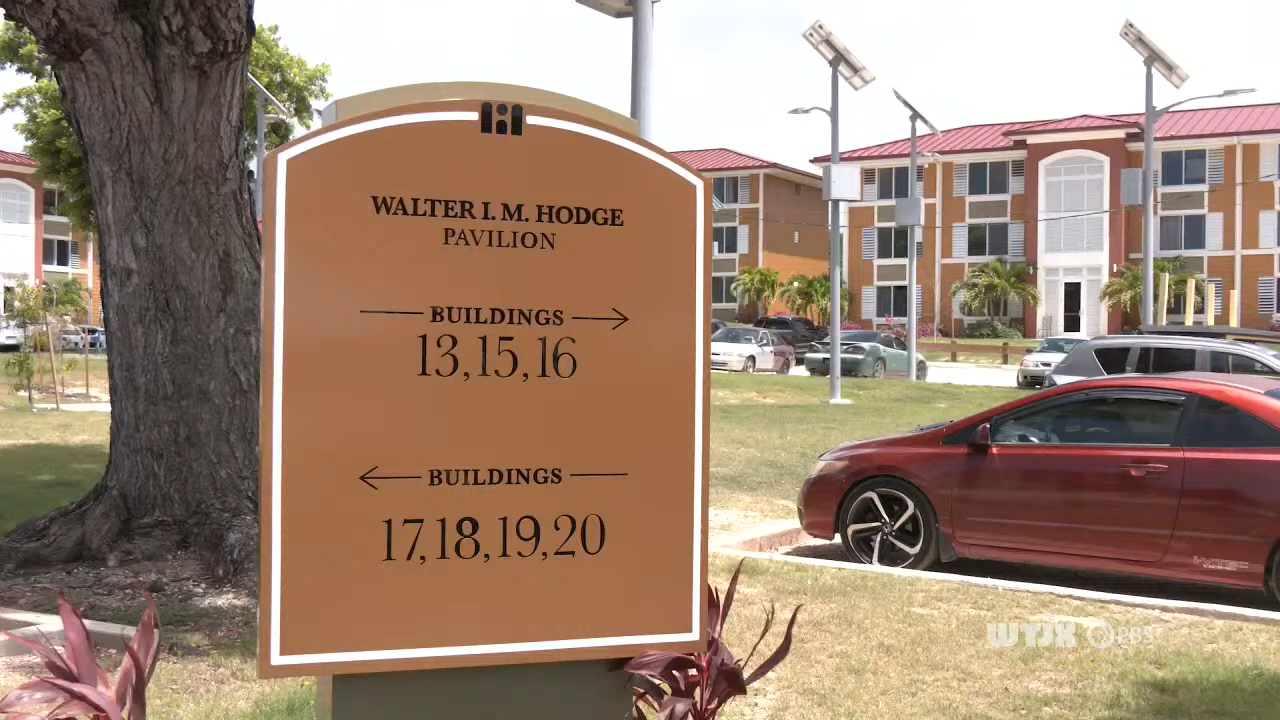 WALTER I. M. HODGE
PAVILION
BUILDINGS
13,15,16
BUILDINGS
17,18,19,20
WTJX PBS